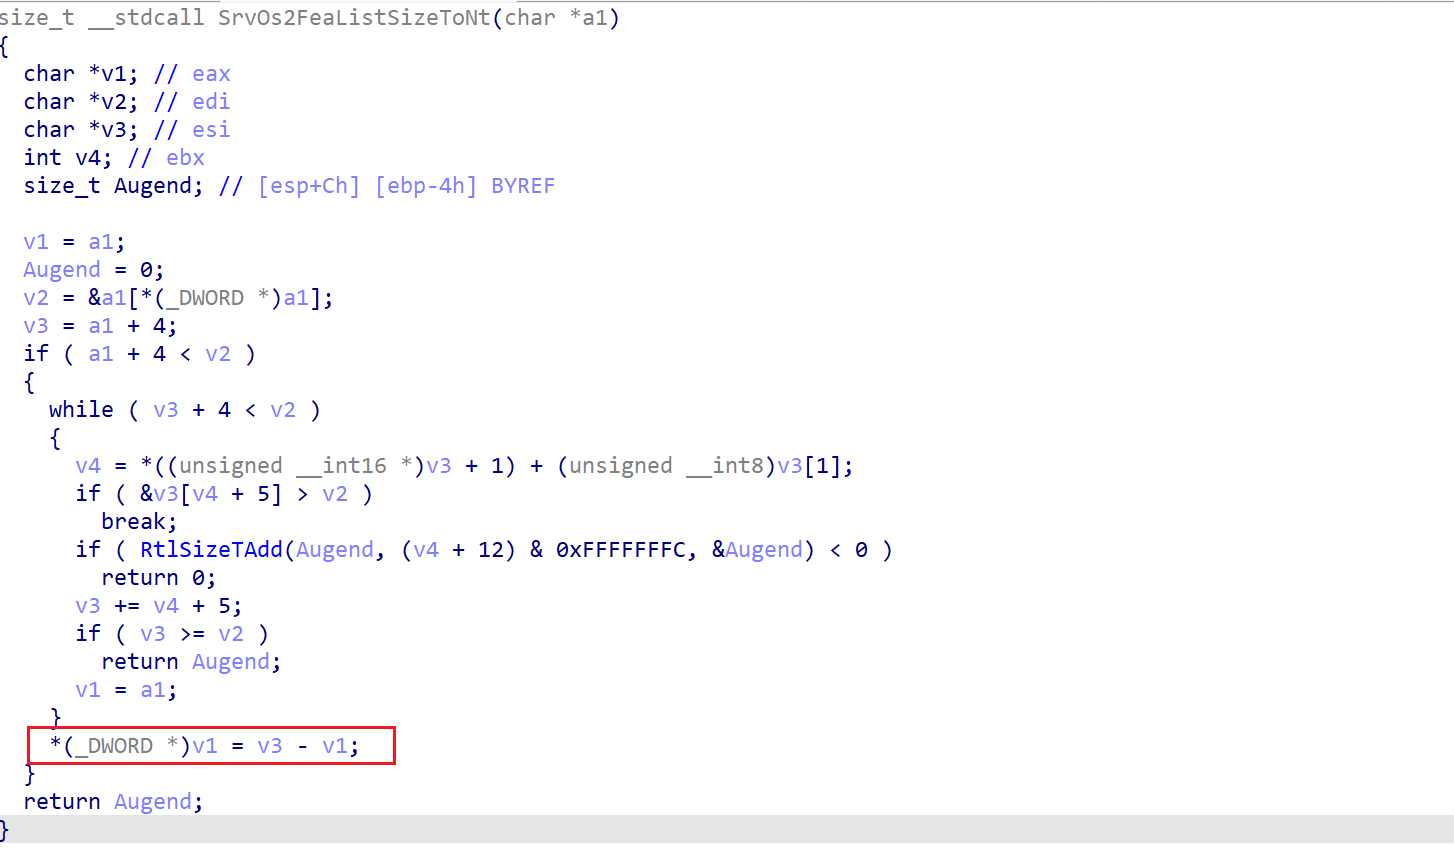 size_t __stdcall SrvOs2FeaListSizeToNt(char *a1)
{
  char *v1; // eax
  char *v2; // edi
  char *v3; // esi
  int v4; // ebx
  size_t Augend; // [esp+Ch] [ebp-4h] BYREF

  v1 = a1;
  Augend = 0;
  v2 = &a1[*(_DWORD *)a1];
  v3 = a1 + 4;
  if ( a1 + 4 < v2 )
  {
    while ( v3 + 4 < v2 )
    {
      v4 = *((unsigned __int16 *)v3 + 1) + (unsigned __int8)v3[1];
      if ( &v3[v4 + 5] > v2 )
        break;
      if ( RtlSizeTAdd(Augend, (v4 + 12) & 0xFFFFFFFC, &Augend) < 0 )
        return 0;
      v3 += v4 + 5;
      if ( v3 >= v2 )
        return Augend;
      v1 = a1;
    }
    *(_DWORD *)v1 = v3 - v1;
  }
  return Augend;
}